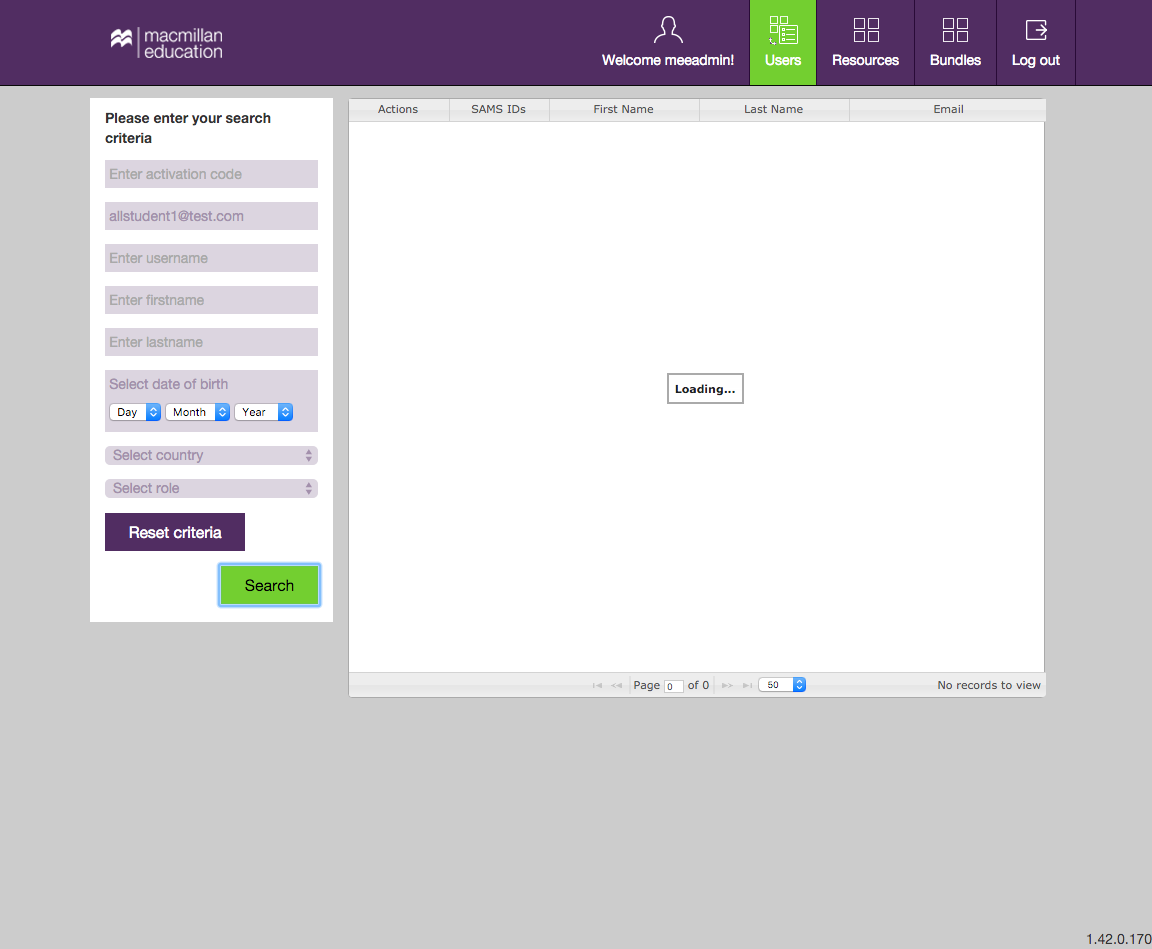 macmillan
education
Welcome meeadmin!
Users
Resources
Bundles
Log out
Please enter your search
criteria
Enter activation code
allstudent1@test.com
Enter username
Enter firstname
Enter lastname
Select date of birth
Day Month Year
Select country
Select role
Reset criteria
Search
Actions SAMS IDs First Name Last Name Email
Loading...
Page 0 of 0 50 No records to view
1.42.0.170